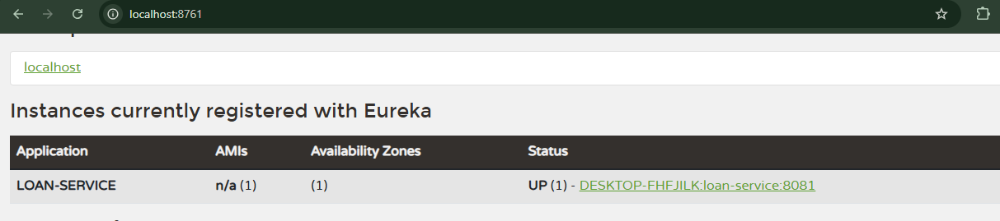 localhost:8761
localhost
Instances currently registered with Eureka
Application AMIs Availability Zones Status
LOAN-SERVICE n/a (1) (1) UP (1) - DESKTOP-FHFJILK:loan-service:8081